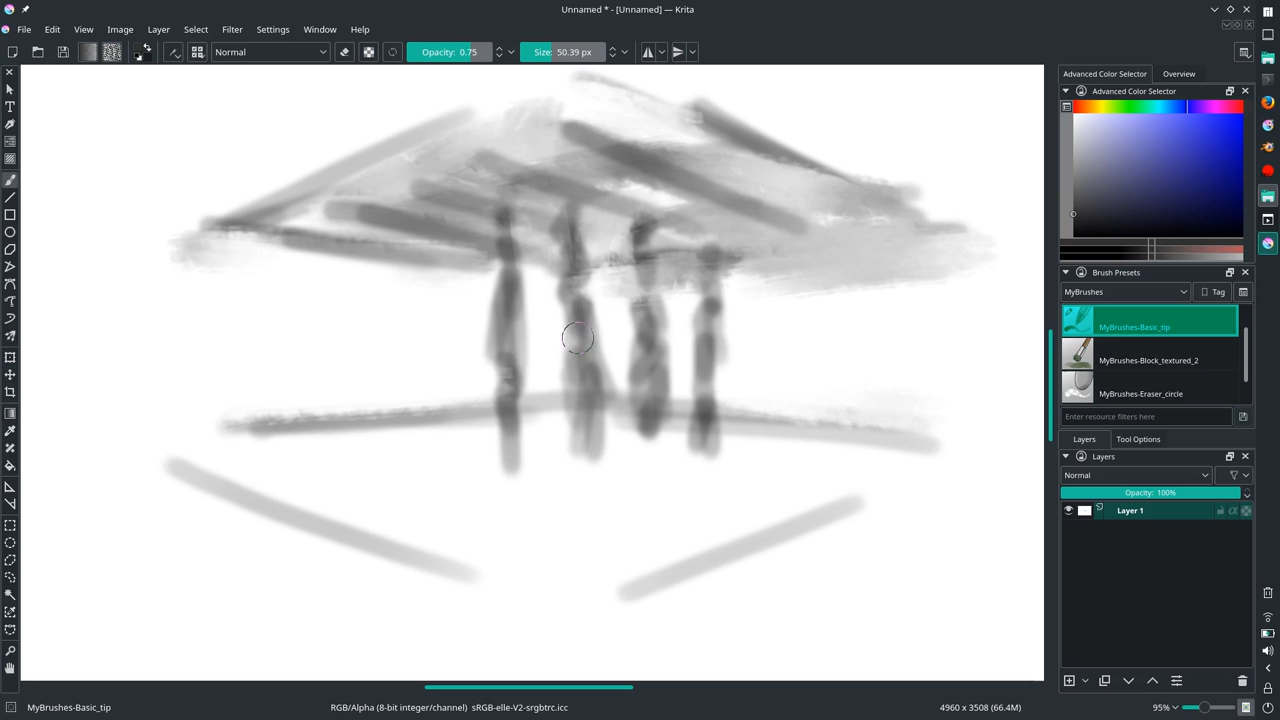 Unnamed * - [Unnamed] — Krita
File Edit View Image Layer Select Filter Settings Window Help
Normal
Opacity: 0.75
Size: 50.39 px
Advanced Color Selector
Overview
Advanced Color Selector
Brush Presets
MyBrushes
Tag
MyBrushes-Basic_tip
MyBrushes-Block_textured_2
MyBrushes-Eraser_circle
Enter resource filters here
Layers
Tool Options
Layers
Normal
Opacity: 100%
Layer 1
MyBrushes-Basic_tip
RGB/Alpha (8-bit integer/channel) sRGB-elle-V2-srgbtrc.icc
4960 x 3508 (66.4M)
95%